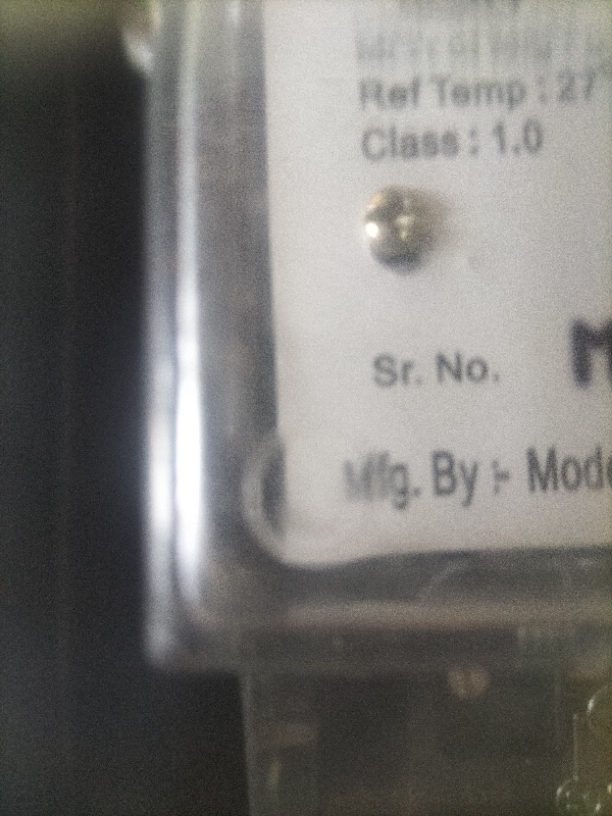 Ref Temp : 27
Class : 1.0
Sr. No. M
Mfg. By :- Mode